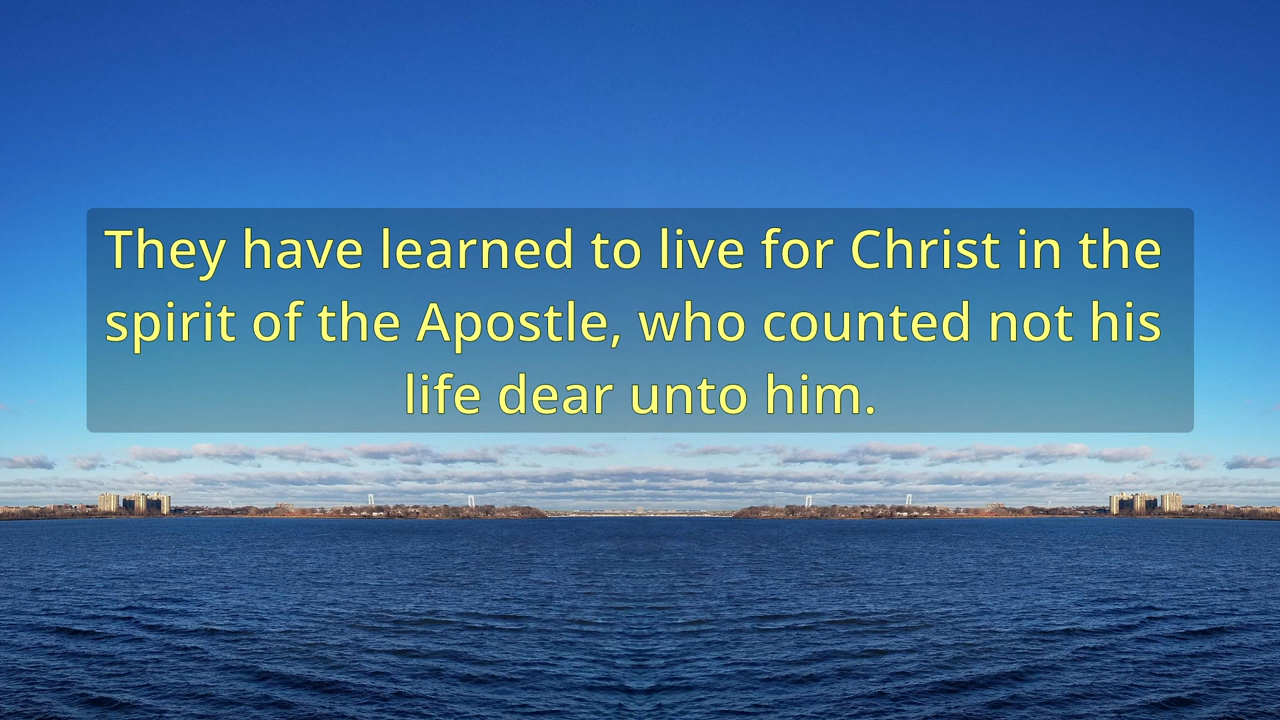 They have learned to live for Christ in the
spirit of the Apostle, who counted not his
life dear unto him.